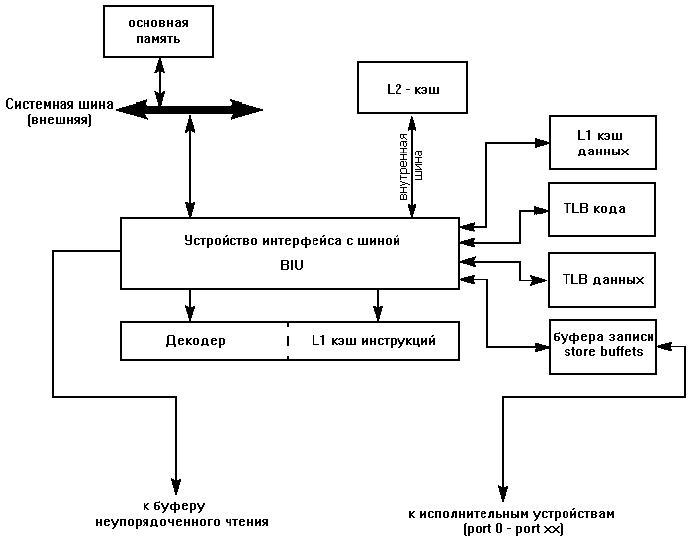 основная
память
Системная шина
(внешняя)
L2 - кэш
внутренная
шина
L1 кэш
данных
TLB кода
Устройство интерфейса с шиной
BIU
TLB данных
Декодер
L1 кэш инструкций
буфера записи
store buffets
к буферу
неупорядоченного чтения
к исполнительным устройствам
(port 0 - port xx)